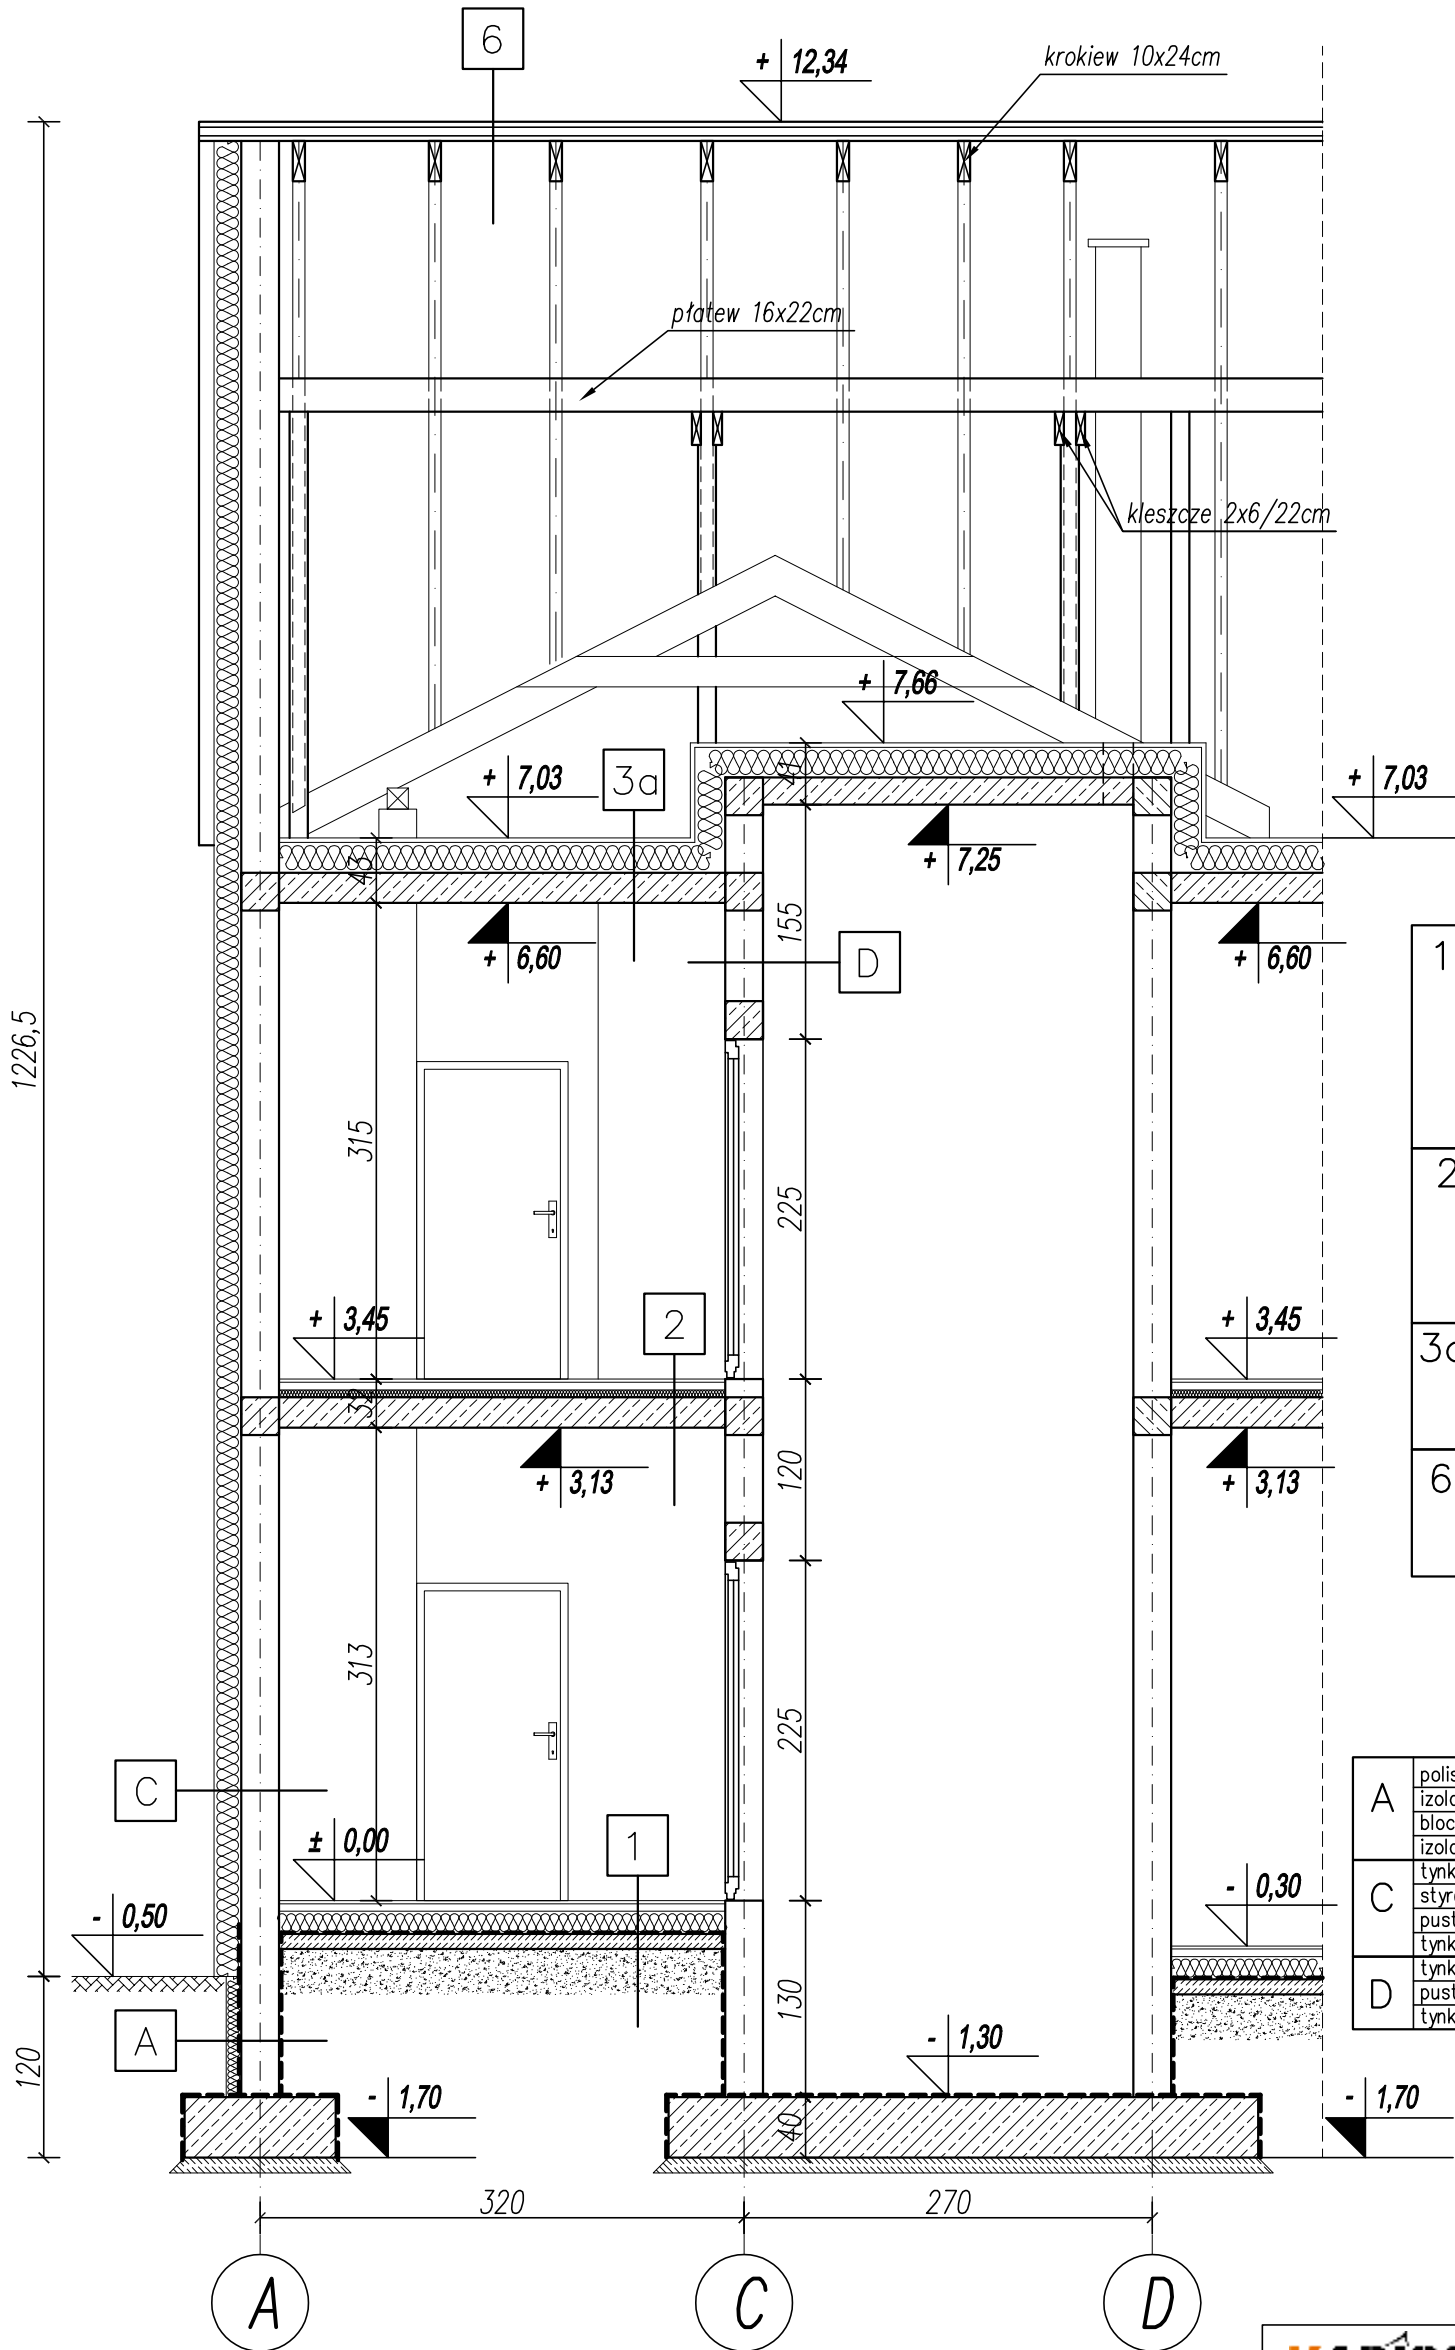 6
+ 12,34
krokiew 10x24cm
płatew 16x22cm
kleszcze 2x6/22cm
+ 7,66
41
+ 7,03
3a
+ 7,03
43
+ 7,25
+ 6,60
155
D
+ 6,60
1
1226,5
315
225
2
+ 3,45
2
+ 3,45
32
+ 3,13
120
+ 3,13
6
313
225
C
± 0,00
1
- 0,50
- 0,30
A
C
D
130
A
- 1,30
120
- 1,70
40
- 1,70
320
270
A
C
D